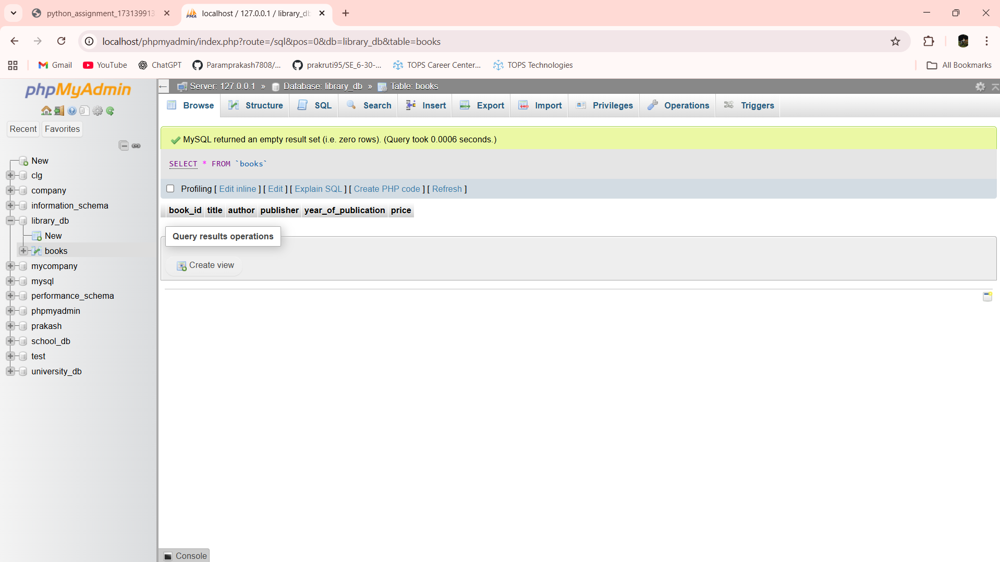 python_assignment_173139913
localhost / 127.0.0.1 / library_db
localhost/phpmyadmin/index.php?route=/sql&pos=0&db=library_db&table=books
Gmail
YouTube
ChatGPT
Paramprakash7808/...
prakruti95/SE_6-30-...
TOPS Career Center...
TOPS Technologies
All Bookmarks
phpMyAdmin
Recent
Favorites
New
clg
company
information_schema
library_db
New
books
mycompany
mysql
performance_schema
phpmyadmin
prakash
school_db
test
university_db
Server: 127.0.0.1 » Database: library_db » Table: books
Browse
Structure
SQL
Search
Insert
Export
Import
Privileges
Operations
Triggers
MySQL returned an empty result set (i.e. zero rows). (Query took 0.0006 seconds.)
SELECT * FROM `books`
Profiling [ Edit inline ] [ Edit ] [ Explain SQL ] [ Create PHP code ] [ Refresh ]
book_id title author publisher year_of_publication price
Query results operations
Create view
Console